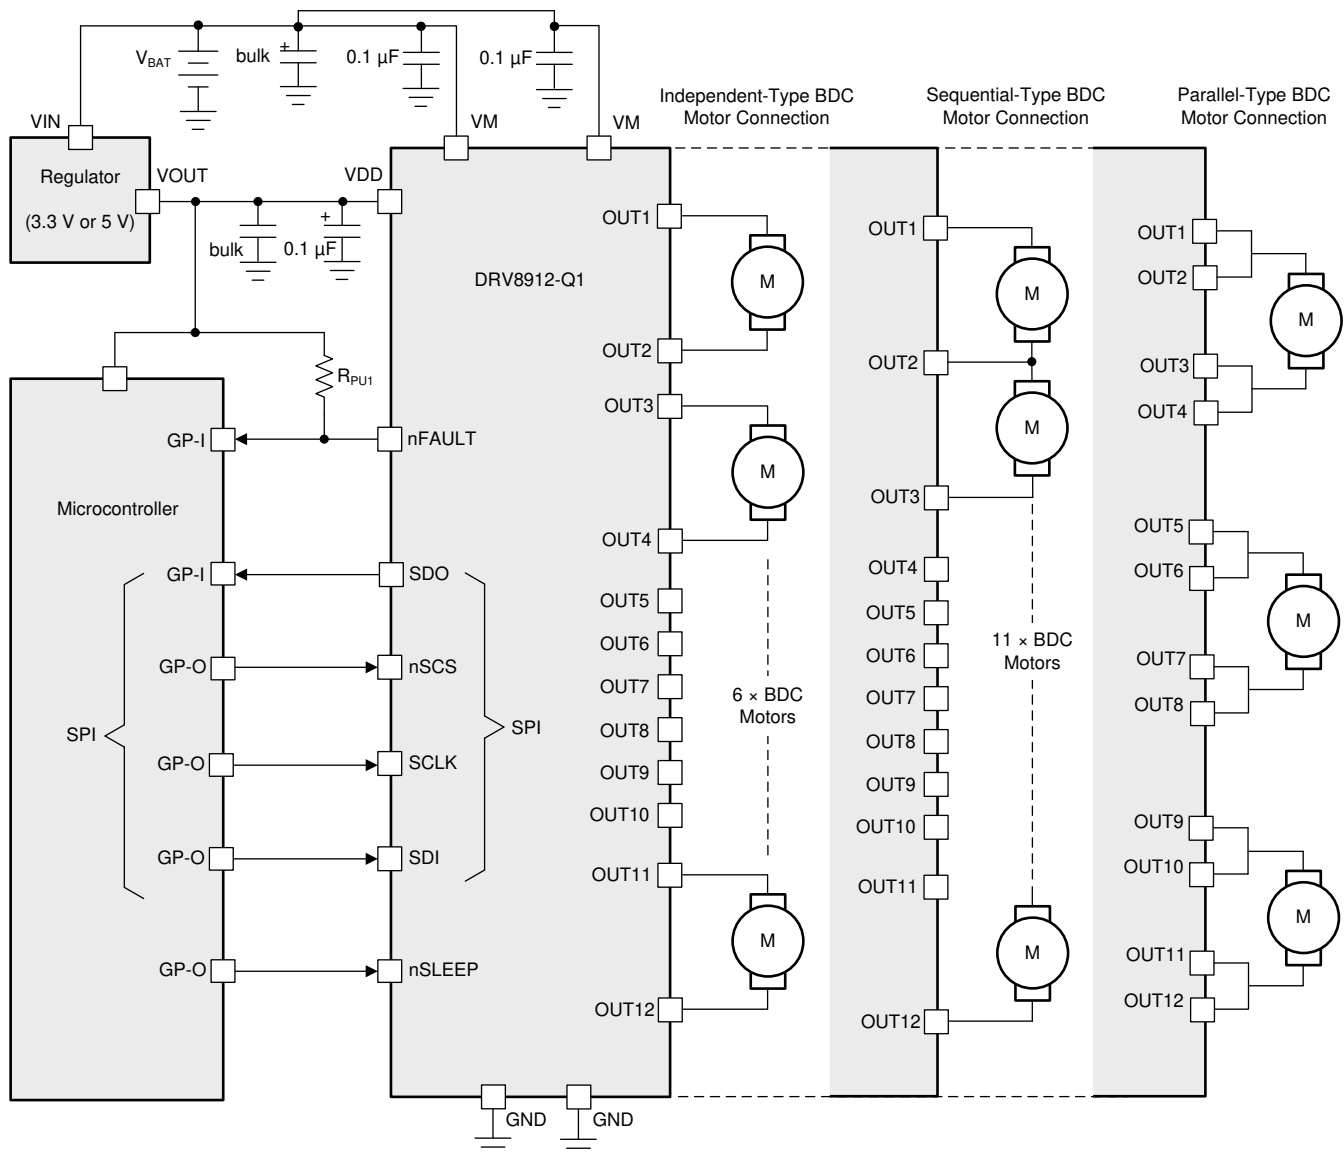 VBAT
+
bulk
0.1 µF
0.1 µF
VIN
VM
VM
Regulator
(3.3 V or 5 V)
VOUT
VDD
bulk
+
0.1 µF
DRV8912-Q1
RPU1
Microcontroller
GP-I
nFAULT
GP-I
SDO
GP-O
nSCS
SPI
SPI
GP-O
SCLK
GP-O
SDI
GP-O
nSLEEP
GND
GND
Independent-Type BDC
Motor Connection
OUT1
M
OUT2
OUT3
M
OUT4
OUT5
OUT6
OUT7
6 × BDC
Motors
OUT8
OUT9
OUT10
OUT11
M
OUT12
Sequential-Type BDC
Motor Connection
OUT1
M
OUT2
M
OUT3
OUT4
OUT5
11 × BDC
Motors
OUT6
OUT7
OUT8
OUT9
OUT10
OUT11
M
OUT12
Parallel-Type BDC
Motor Connection
OUT1
OUT2
M
OUT3
OUT4
OUT5
OUT6
M
OUT7
OUT8
OUT9
OUT10
M
OUT11
OUT12